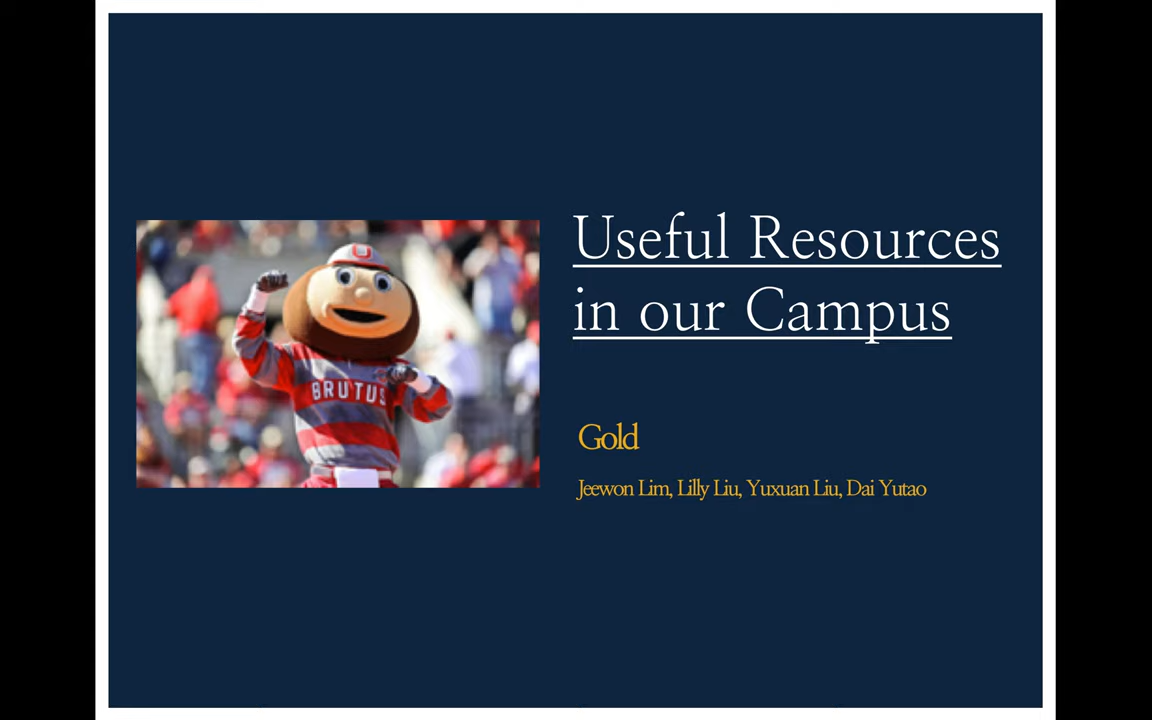 Useful Resources
in our Campus
Gold
Jeewon Lim, Lilly Liu, Yuxuan Liu, Dai Yutao
BRUTUS